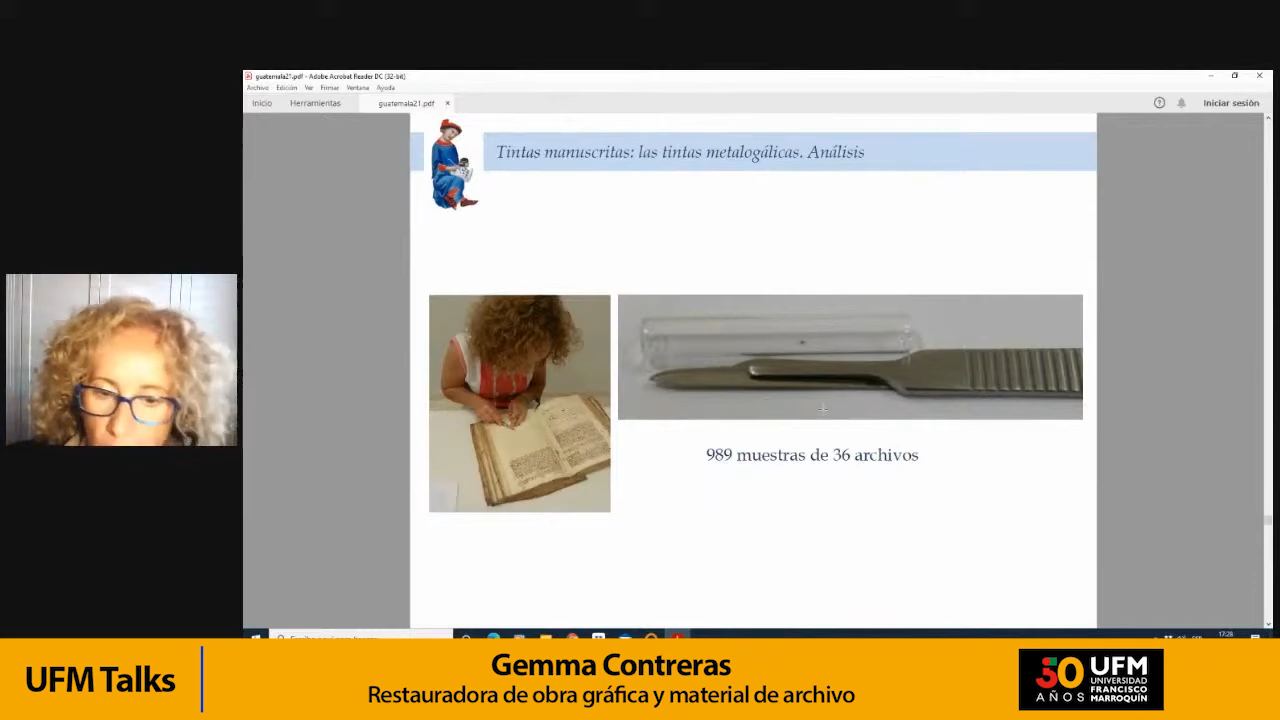 guatemala21.pdf - Adobe Acrobat Reader DC (32-bit)
Archivo Edición Ver Firmar Ventana Ayuda
Inicio Herramientas guatemala21.pdf × Iniciar sesión
Tintas manuscritas: las tintas metalogálicas. Análisis
989 muestras de 36 archivos
17:28
UFM Talks
Gemma Contreras
Restauradora de obra gráfica y material de archivo
50
AÑOS
UFM
UNIVERSIDAD
FRANCISCO
MARROQUÍN